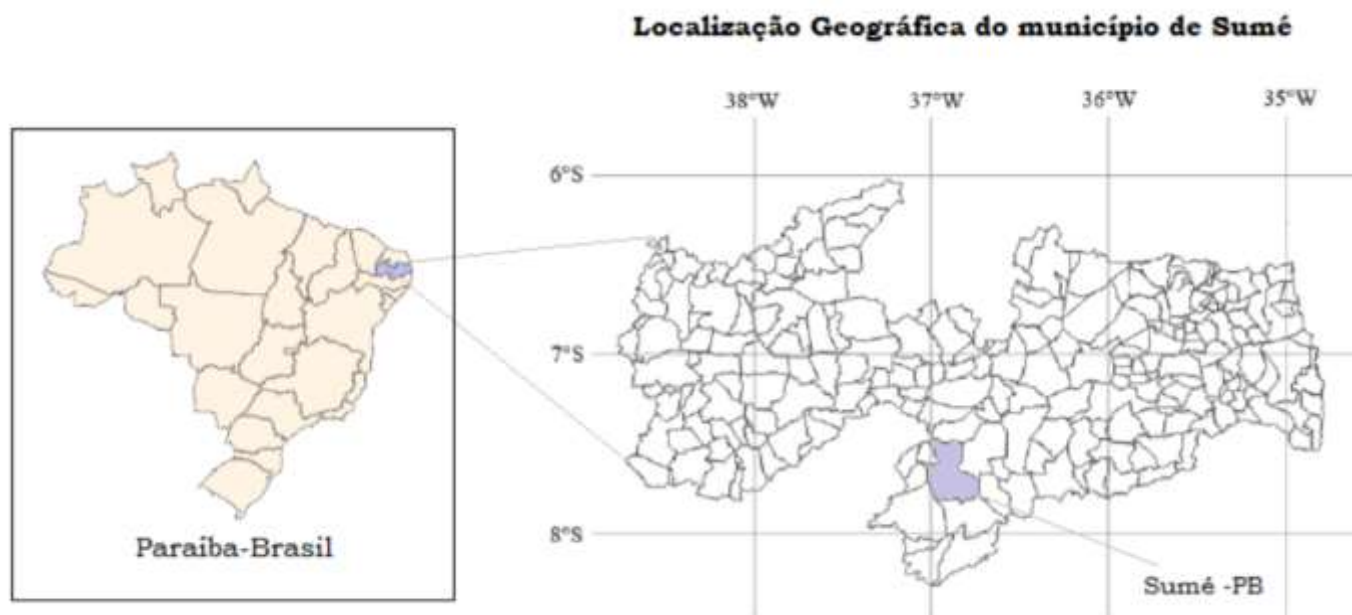 Localização Geográfica do município de Sumé
38°W 37°W 36°W 35°W
6°S
7°S
8°S
Paraíba-Brasil
Sumé -PB